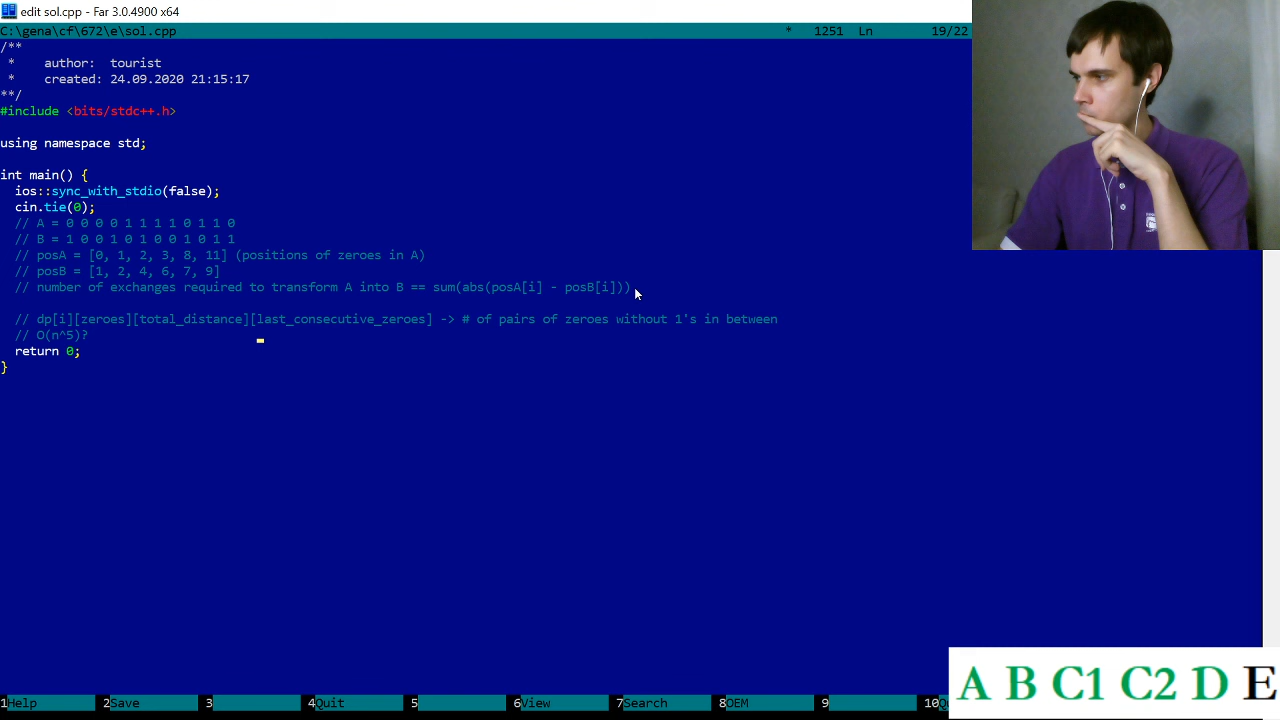 edit sol.cpp - Far 3.0.4900 x64
C:\gena\cf\672\e\sol.cpp * 1251 Ln 19/22
/**
 *    author:  tourist
 *    created: 24.09.2020 21:15:17
**/
#include <bits/stdc++.h>
using namespace std;
int main() {
  ios::sync_with_stdio(false);
  cin.tie(0);
  // A = 0 0 0 0 1 1 1 1 0 1 1 0
  // B = 1 0 0 1 0 1 0 0 1 0 1 1
  // posA = [0, 1, 2, 3, 8, 11] (positions of zeroes in A)
  // posB = [1, 2, 4, 6, 7, 9]
  // number of exchanges required to transform A into B == sum(abs(posA[i] - posB[i]))
  // dp[i][zeroes][total_distance][last_consecutive_zeroes] -> # of pairs of zeroes without 1's in between
  // O(n^5)?
  return 0;
}
A B C1 C2 D E
1Help 2Save 3 4Quit 5 6View 7Search 8OEM 9 10